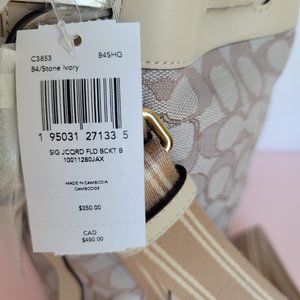 C3853 B4SHG
B4/Stone Ivory
1 95031 27133 5
SIG JCQRD FLD BCKT B
10011280JAX
MADE IN CAMBODIA
CAMBODGE
$350.00
CAD
$450.00